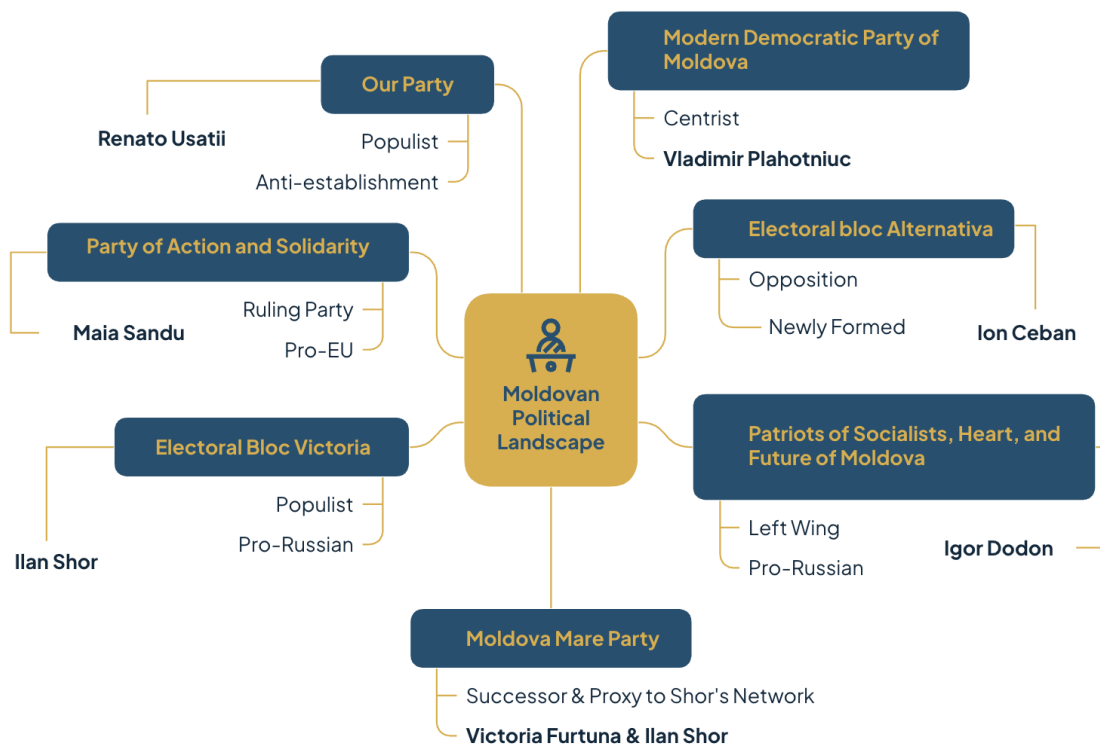 Modern Democratic Party of
Moldova
Centrist
Vladimir Plahotniuc
Our Party
Renato Usatii
Populist
Anti-establishment
Party of Action and Solidarity
Maia Sandu
Ruling Party
Pro-EU
Electoral bloc Alternativa
Opposition
Newly Formed
Ion Ceban
Moldovan
Political
Landscape
Electoral Bloc Victoria
Populist
Pro-Russian
Ilan Shor
Patriots of Socialists, Heart, and
Future of Moldova
Left Wing
Pro-Russian
Igor Dodon
Moldova Mare Party
Successor & Proxy to Shor's Network
Victoria Furtuna & Ilan Shor